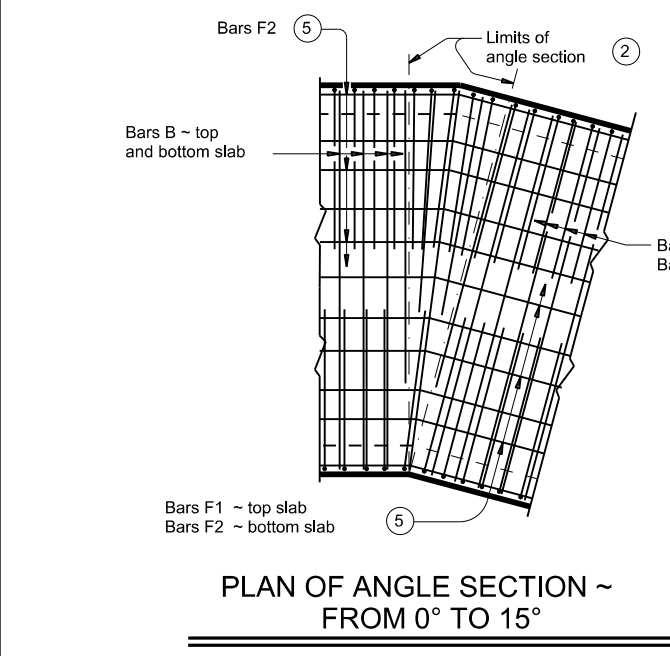 Bars F2 5
Limits of
angle section
2
Bars B ~ top
and bottom slab
Bars F1 ~ top slab
Bars F2 ~ bottom slab
5
PLAN OF ANGLE SECTION ~
FROM 0° TO 15°